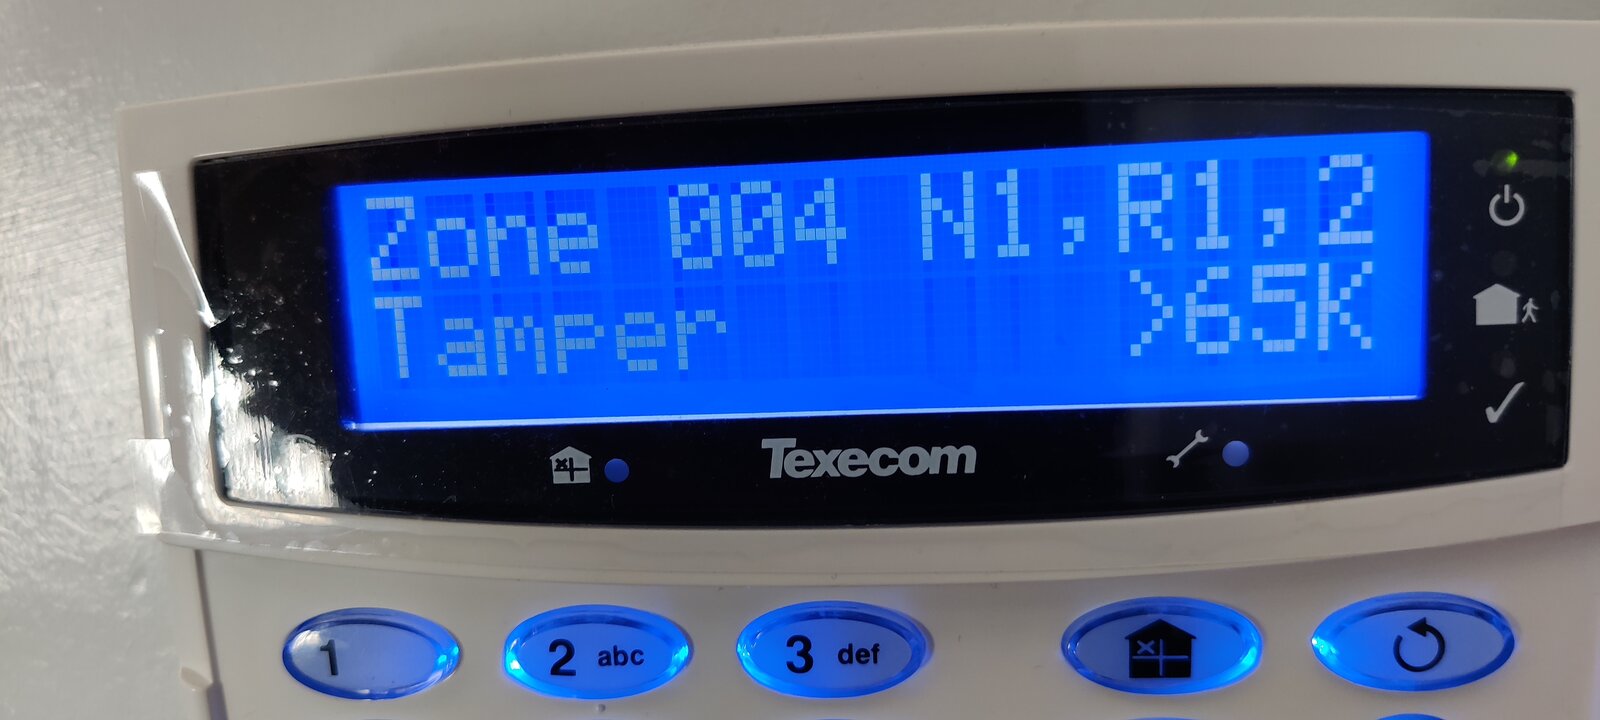 Zone 004 N1,R1,2
Tamper >65K
Texecom
1 2 abc 3 def